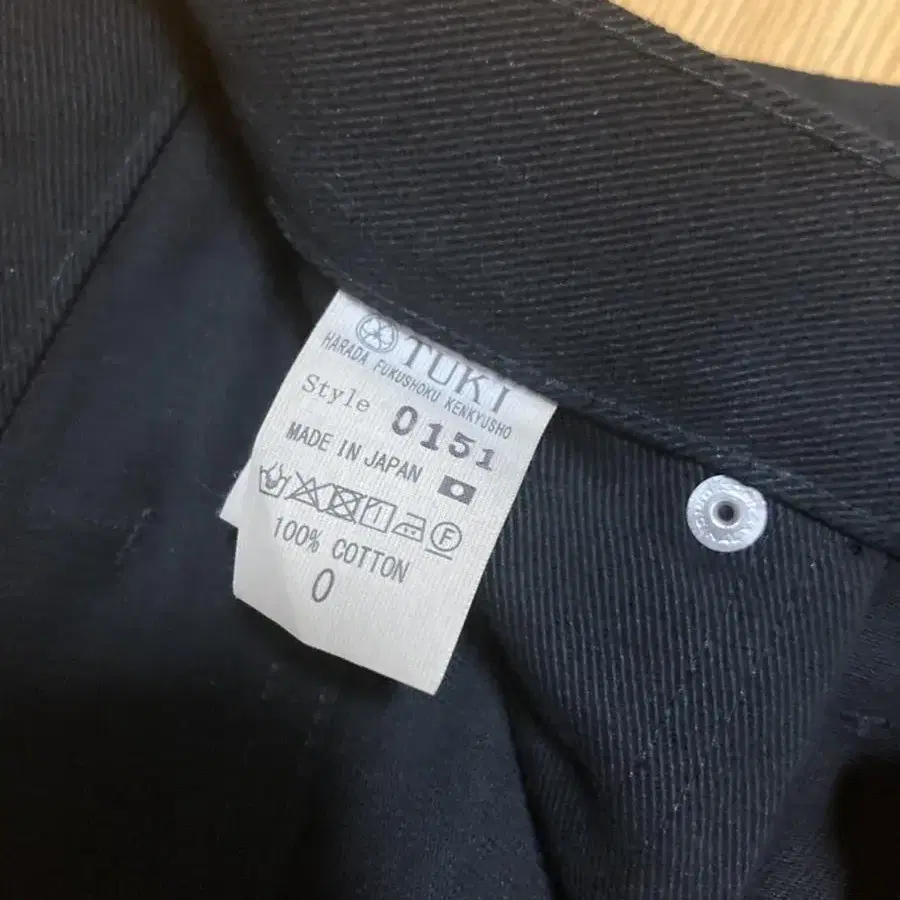 TUKI
HARADA FUKUSHOKU KENKYUSHO
Style 0151
MADE IN JAPAN
F
100% COTTON
0